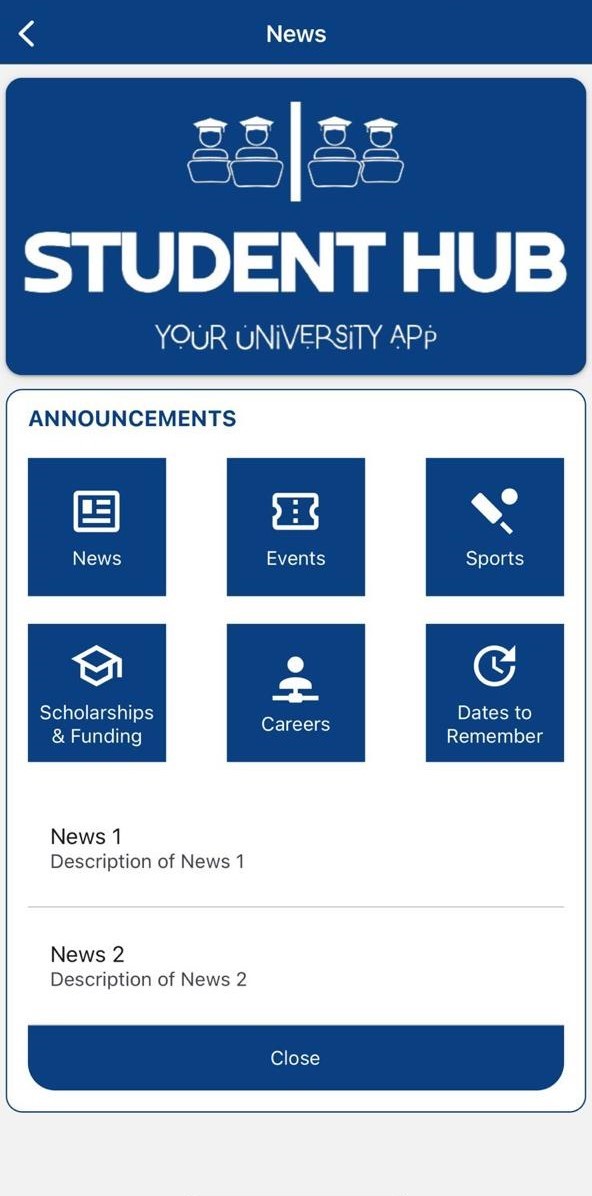 News
STUDENT HUB
YOUR UNIVERSITY APP
ANNOUNCEMENTS
News
Events
Sports
Scholarships
& Funding
Careers
Dates to
Remember
News 1
Description of News 1
News 2
Description of News 2
Close